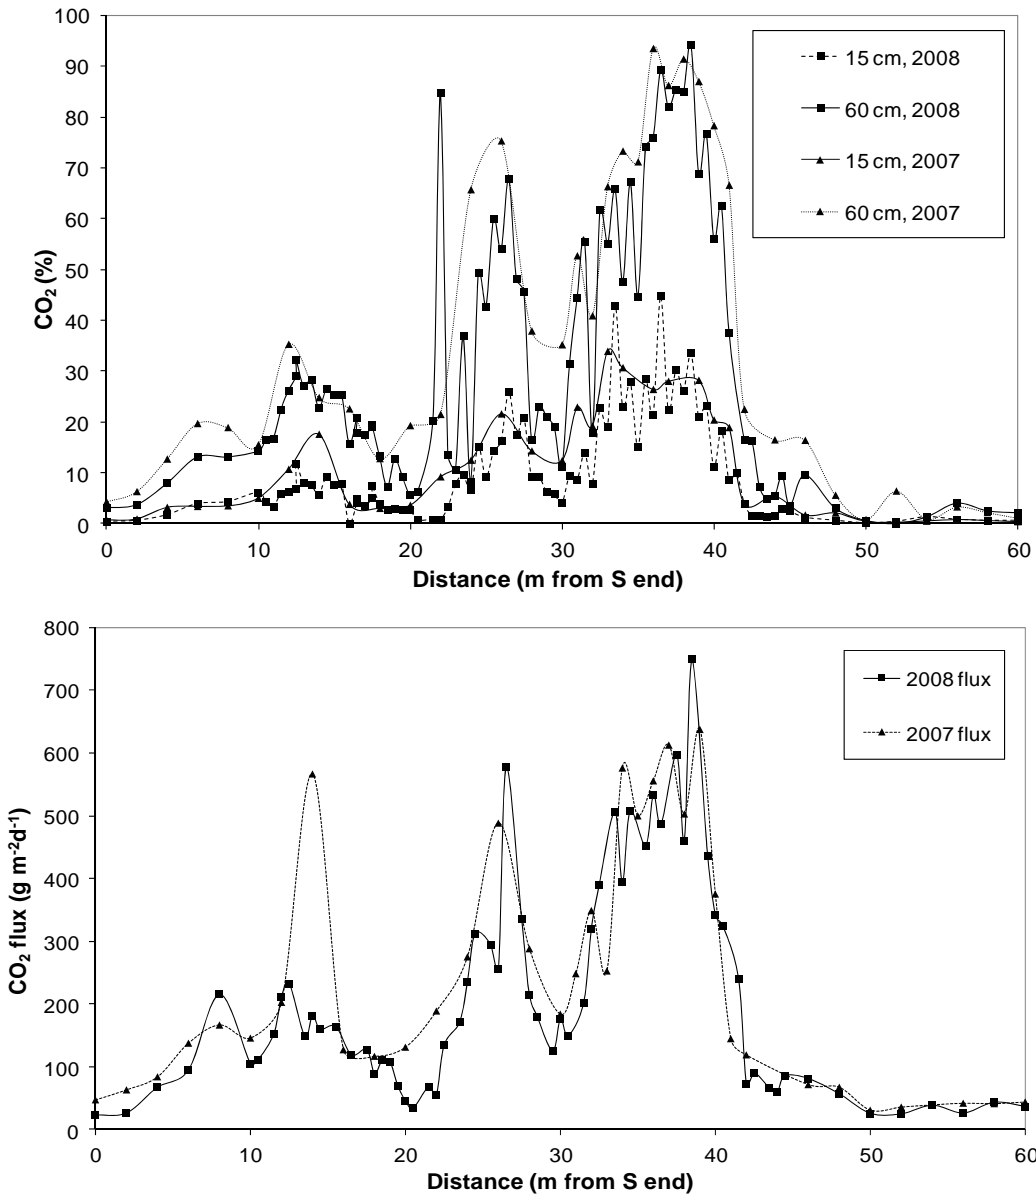 100
90
80
70
60
50
40
30
20
10
0
CO₂ (%)
15 cm, 2008
60 cm, 2008
15 cm, 2007
60 cm, 2007
0 10 20 30 40 50 60
Distance (m from S end)
800
700
600
500
400
300
200
100
0
CO₂ flux (g m⁻²d⁻¹)
2008 flux
2007 flux
0 10 20 30 40 50 60
Distance (m from S end)